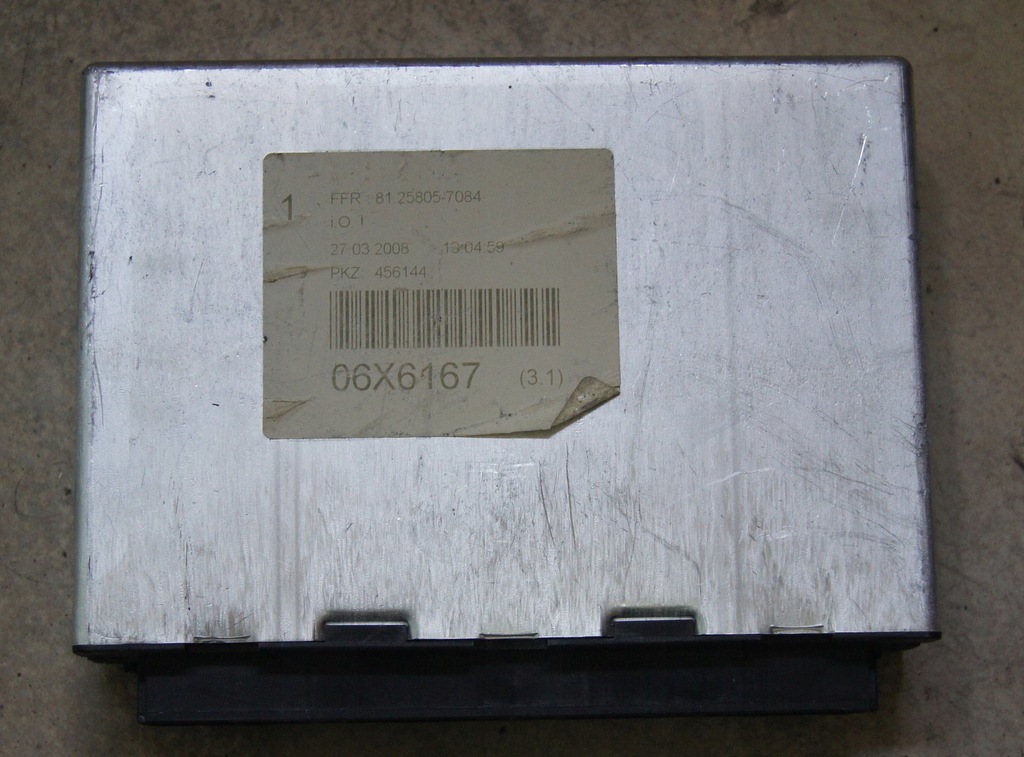 1
FFR 81.25805-7084
i.O. !
27.03.2008 13:04:59
PKZ 456144
06X6167 (3.1)